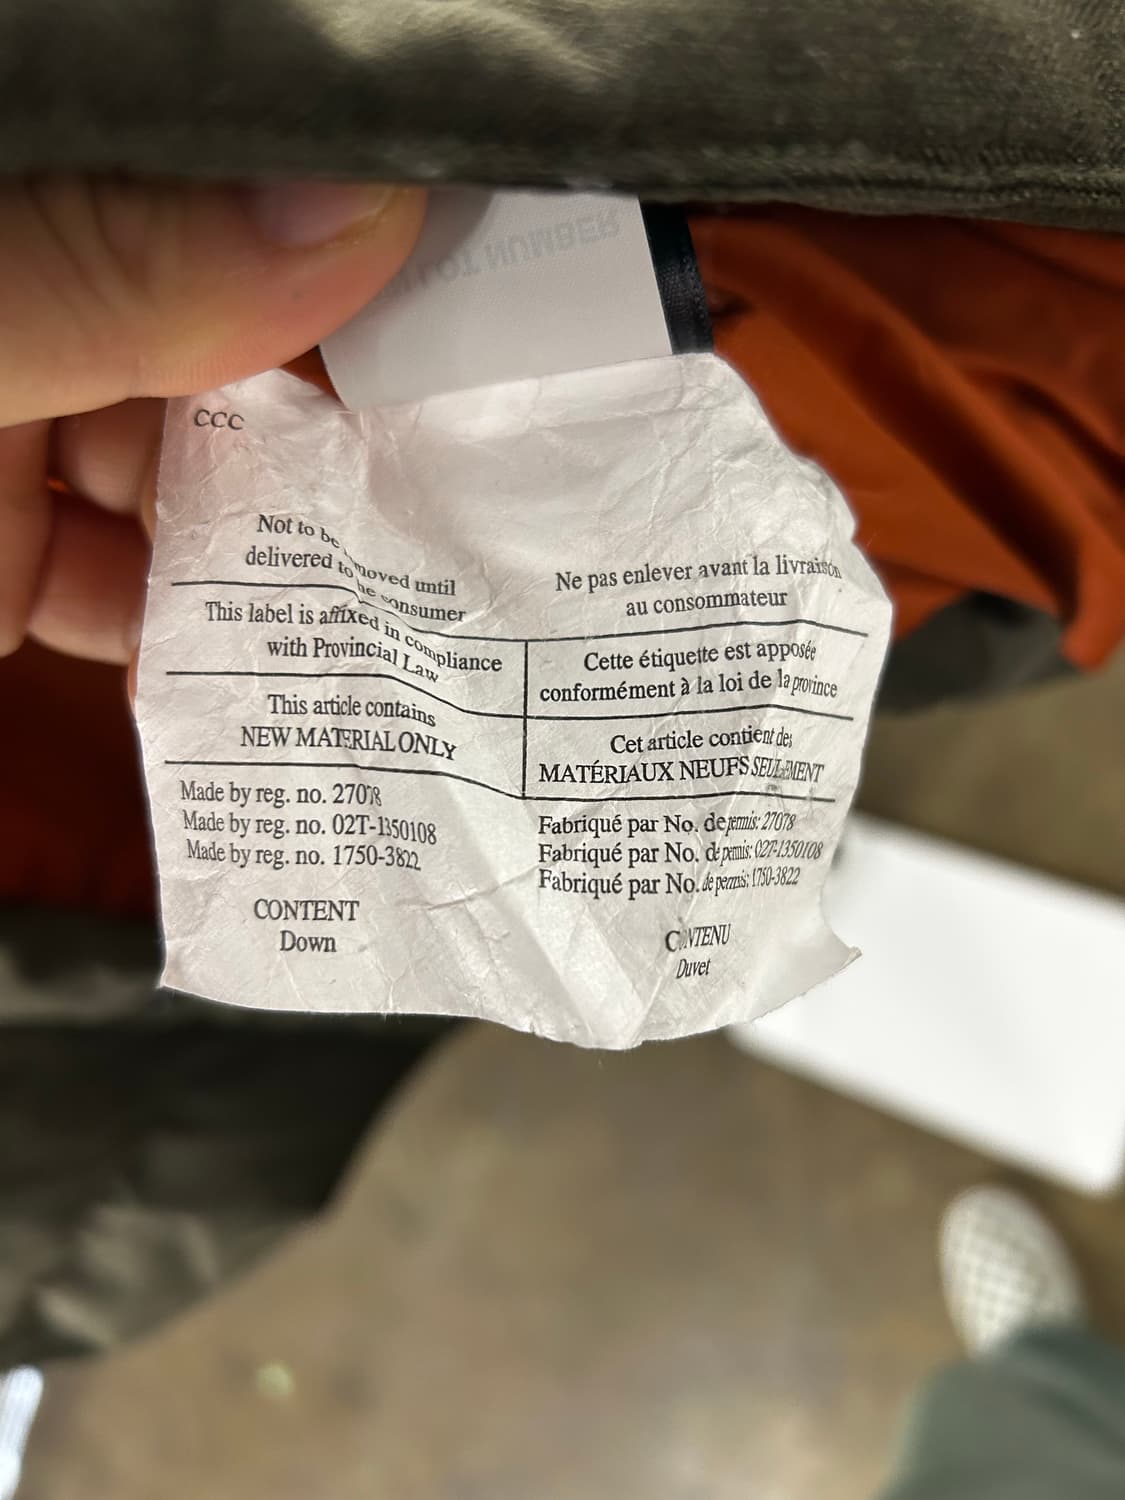 LOT NUMBER
CCC
Not to be moved until
delivered to he consumer
Ne pas enlever avant la livraison
au consommateur
This label is affixed in compliance
with Provincial Law
Cette étiquette est apposée
conformément à la loi de la province
This article contains
NEW MATERIAL ONLY
Cet article contient des
MATÉRIAUX NEUFS SEULEMENT
Made by reg. no. 27078
Made by reg. no. 02T-1350108
Made by reg. no. 1750-3822
Fabriqué par No. de permis: 27078
Fabriqué par No. de permis: 02T-1350108
Fabriqué par No. de permis: 1750-3822
CONTENT
Down
CONTENU
Duvet